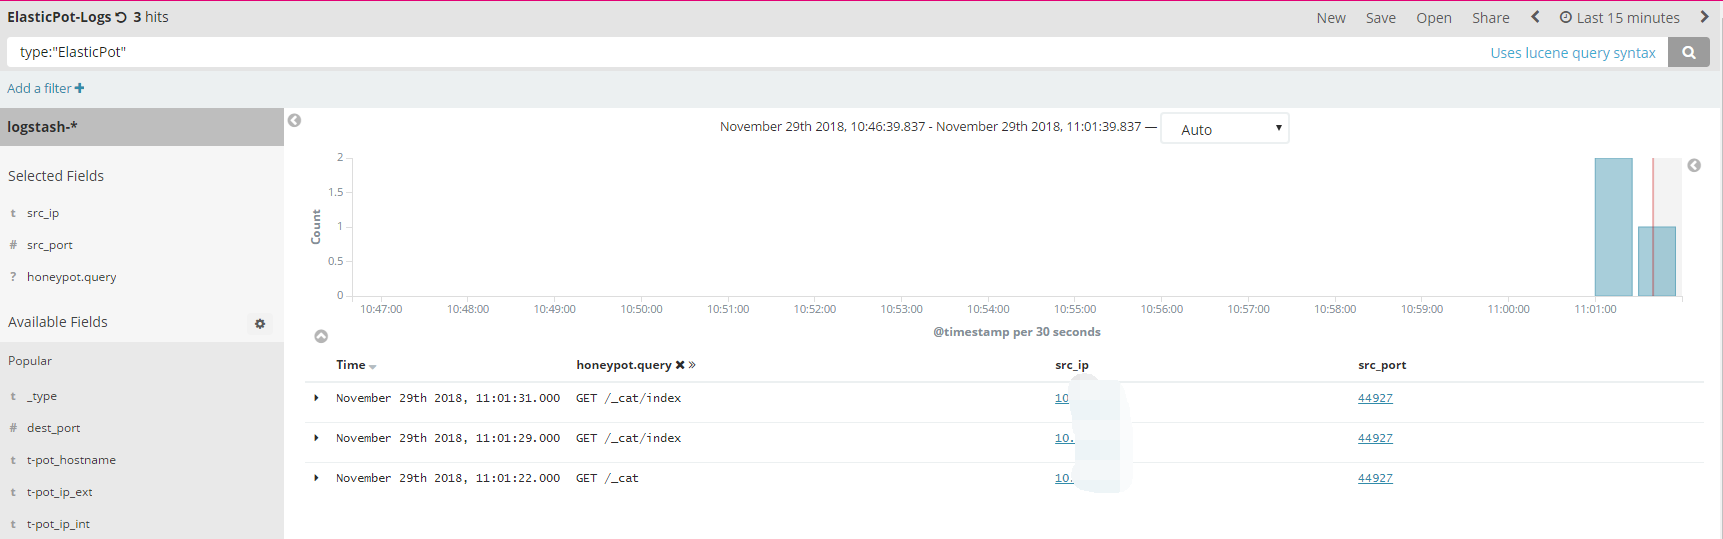 ElasticPot-Logs 3 hits
New Save Open Share Last 15 minutes
type:"ElasticPot" Uses lucene query syntax
Add a filter +
logstash-*
November 29th 2018, 10:46:39.837 - November 29th 2018, 11:01:39.837 — Auto
Selected Fields
t src_ip
# src_port
? honeypot.query
Available Fields
Popular
t _type
# dest_port
t t-pot_hostname
t t-pot_ip_ext
t t-pot_ip_int
Count
2
1.5
1
0.5
0
10:47:00 10:48:00 10:49:00 10:50:00 10:51:00 10:52:00 10:53:00 10:54:00 10:55:00 10:56:00 10:57:00 10:58:00 10:59:00 11:00:00 11:01:00
@timestamp per 30 seconds
Time honeypot.query src_ip src_port
November 29th 2018, 11:01:31.000 GET /_cat/index 10 44927
November 29th 2018, 11:01:29.000 GET /_cat/index 10. 44927
November 29th 2018, 11:01:22.000 GET /_cat 10. 44927